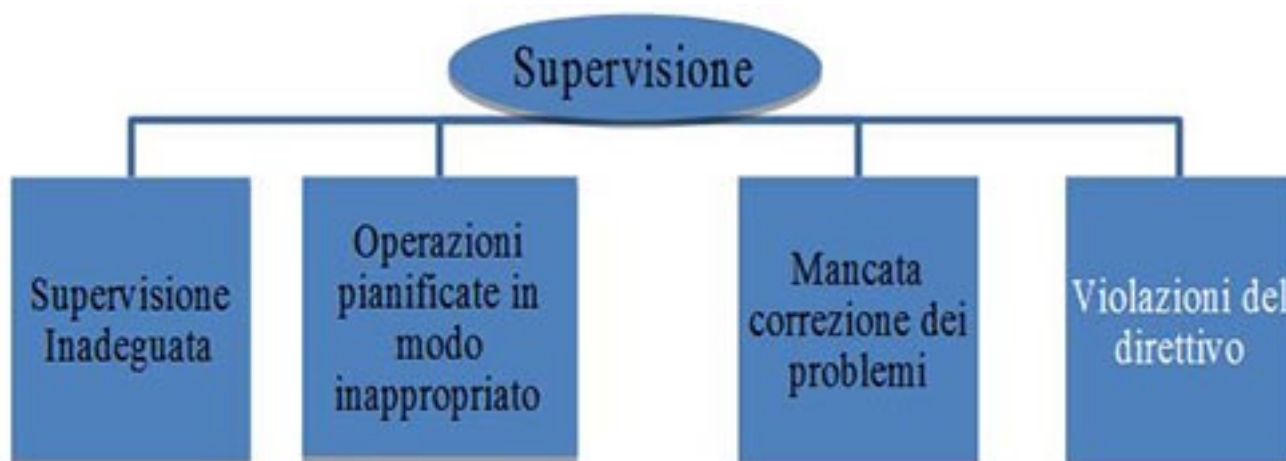 Supervisione
Supervisione
Inadeguata
Operazioni
pianificate in
modo
inappropriato
Mancata
correzione dei
problemi
Violazioni del
direttivo